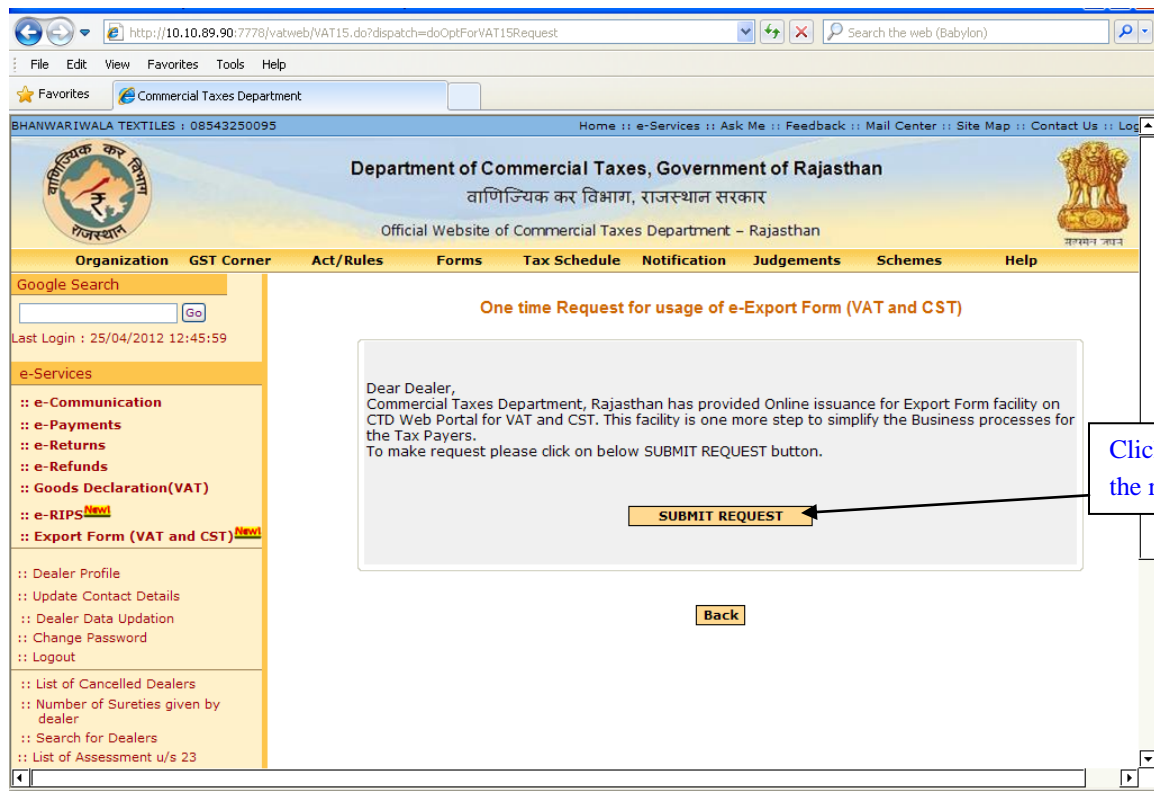 http://10.10.89.90:7778/vatweb/VAT15.do?dispatch=doOptForVAT15Request
Search the web (Babylon)
File Edit View Favorites Tools Help
Favorites
Commercial Taxes Department
BHANWARIWALA TEXTILES : 08543250095
Home :: e-Services :: Ask Me :: Feedback :: Mail Center :: Site Map :: Contact Us :: Log
वाणिज्यिक कर विभाग
राजस्थान
Department of Commercial Taxes, Government of Rajasthan
वाणिज्यिक कर विभाग, राजस्थान सरकार
Official Website of Commercial Taxes Department – Rajasthan
Organization GST Corner Act/Rules Forms Tax Schedule Notification Judgements Schemes Help
Google Search
Go
Last Login : 25/04/2012 12:45:59
e-Services
:: e-Communication
:: e-Payments
:: e-Returns
:: e-Refunds
:: Goods Declaration(VAT)
:: e-RIPS New!
:: Export Form (VAT and CST) New!
:: Dealer Profile
:: Update Contact Details
:: Dealer Data Updation
:: Change Password
:: Logout
:: List of Cancelled Dealers
:: Number of Sureties given by
dealer
:: Search for Dealers
:: List of Assessment u/s 23
One time Request for usage of e-Export Form (VAT and CST)
Dear Dealer,
Commercial Taxes Department, Rajasthan has provided Online issuance for Export Form facility on
CTD Web Portal for VAT and CST. This facility is one more step to simplify the Business processes for
the Tax Payers.
To make request please click on below SUBMIT REQUEST button.
SUBMIT REQUEST
Back
Clic
the